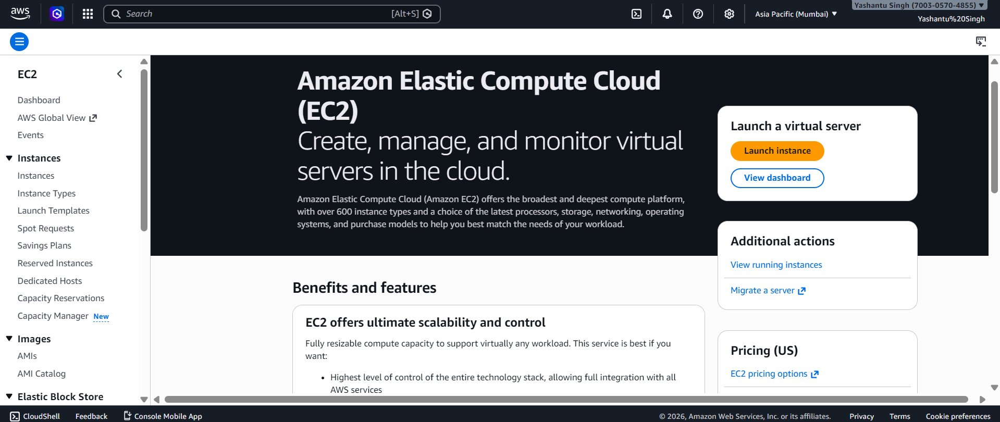 aws
Search
[Alt+S]
Asia Pacific (Mumbai)
Yashantu Singh (7003-0570-4855)
Yashantu%20Singh
EC2
Dashboard
AWS Global View
Events
Instances
Instances
Instance Types
Launch Templates
Spot Requests
Savings Plans
Reserved Instances
Dedicated Hosts
Capacity Reservations
Capacity Manager New
Images
AMIs
AMI Catalog
Elastic Block Store
Amazon Elastic Compute Cloud
(EC2)
Create, manage, and monitor virtual
servers in the cloud.
Amazon Elastic Compute Cloud (Amazon EC2) offers the broadest and deepest compute platform,
with over 600 instance types and a choice of the latest processors, storage, networking, operating
systems, and purchase models to help you best match the needs of your workload.
Benefits and features
EC2 offers ultimate scalability and control
Fully resizable compute capacity to support virtually any workload. This service is best if you
want:
• Highest level of control of the entire technology stack, allowing full integration with all
AWS services
Launch a virtual server
Launch instance
View dashboard
Additional actions
View running instances
Migrate a server
Pricing (US)
EC2 pricing options
CloudShell
Feedback
Console Mobile App
© 2026, Amazon Web Services, Inc. or its affiliates.
Privacy
Terms
Cookie preferences